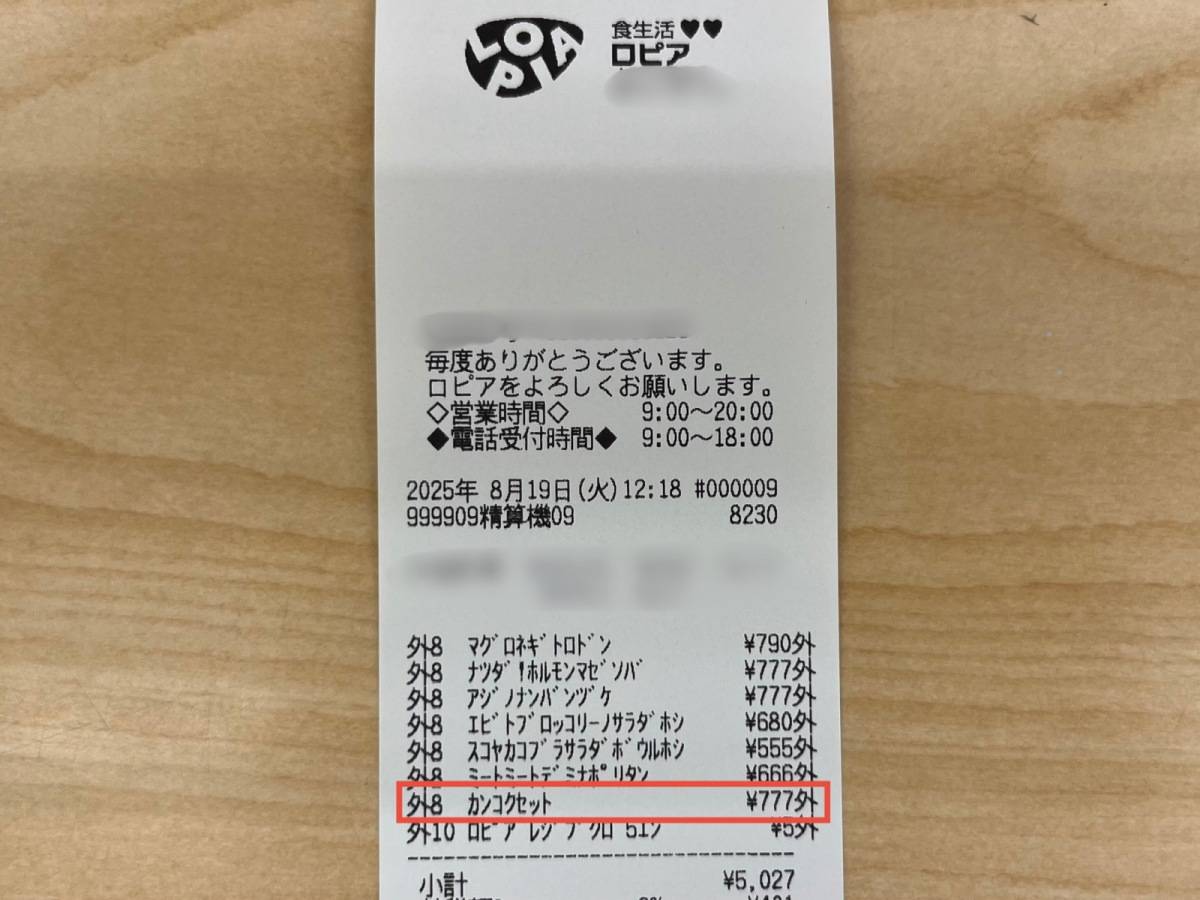 LOPIA
食生活♥♥
ロピア
毎度ありがとうございます。
ロピアをよろしくお願いします。
◇営業時間◇ 9:00〜20:00
◆電話受付時間◆ 9:00〜18:00
2025年 8月19日(火)12:18 #000009
999909精算機09 8230
外8 マグロネギトロドン ¥790外
外8 ナツダ!ホルモンマゼソバ ¥777外
外8 アジノナンバンヅケ ¥777外
外8 エビトブロッコリーノサラダホシ ¥680外
外8 スコヤカコブラサラダボウルホシ ¥555外
外8 ミートミートデミナポリタン ¥666外
外8 カンコクセット ¥777外
外10 ロピアレジブクロ 5エン ¥5外
小計 ¥5,027